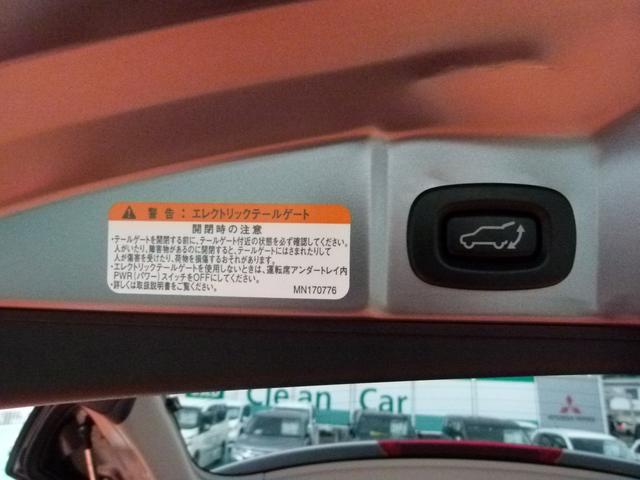 警告：エレクトリックテールゲート
開閉時の注意
・テールゲートを開閉する前に、テールゲート付近の状態を必ず確認してください。
人がいたり、障害物があるのに開閉すると、テールゲートにはさまれたりして
人が傷害を受けたり、荷物を損傷するおそれがあります。
・エレクトリックテールゲートを使用しないときは、運転席アンダートレイ内
PWR（パワー）スイッチをOFFにしてください。
・詳しくは取扱説明書をご覧ください。
MN170776
Clean Car